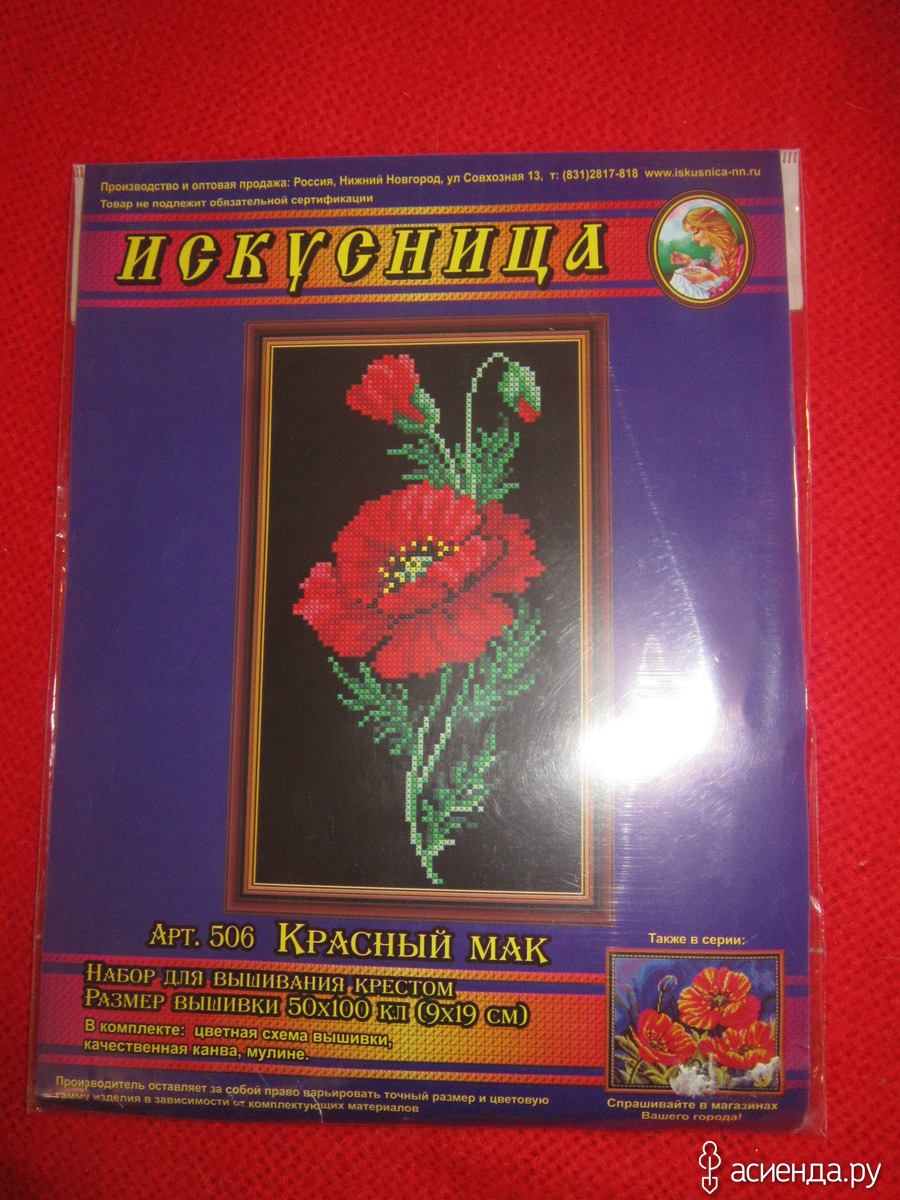 Производство и оптовая продажа: Россия, Нижний Новгород, ул Совхозная 13, т: (831)2817-818 www.iskusnica-nn.ru
Товар не подлежит обязательной сертификации
ИСКУСНИЦА
Арт. 506 Красный мак
Набор для вышивания крестом
Размер вышивки 50х100 кл (9х19 см)
В комплекте: цветная схема вышивки,
качественная канва, мулине.
Производитель оставляет за собой право варьировать точный размер и цветовую
гамму изделия в зависимости от комплектующих материалов
Также в серии:
Спрашивайте в магазинах
Вашего города!
асиенда.ру